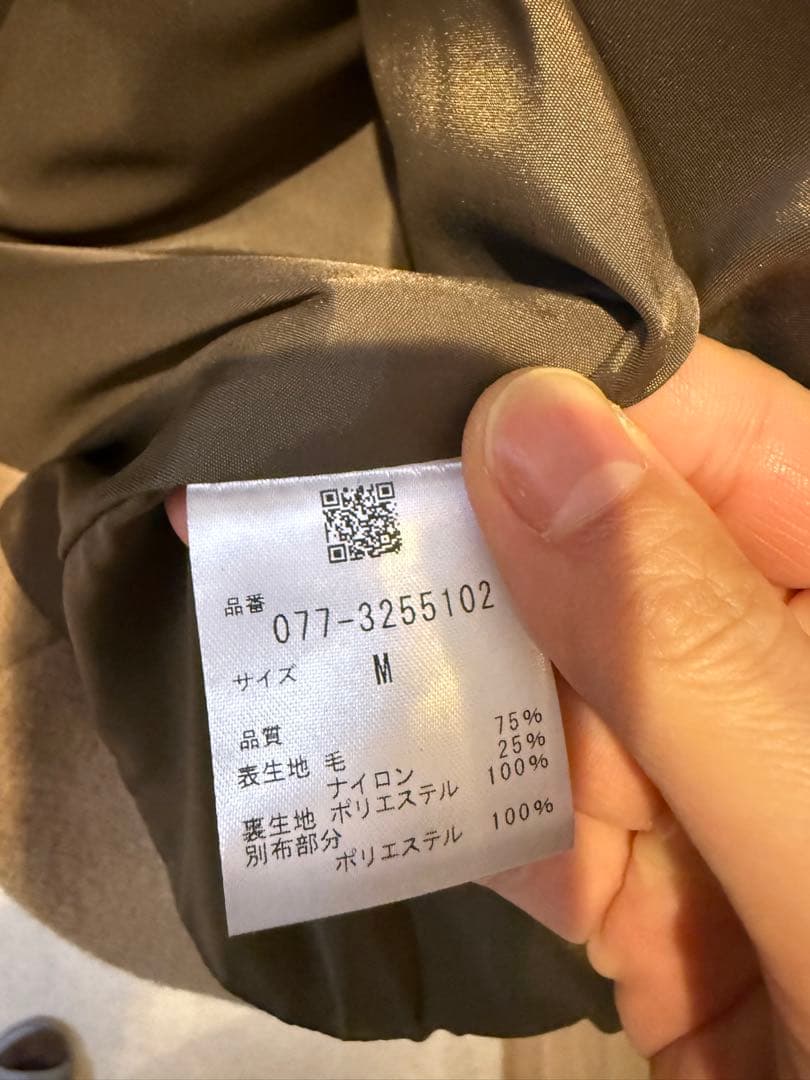 品番 077-3255102
サイズ M
品質
表生地 毛 75%
ナイロン 25%
裏生地 ポリエステル 100%
別布部分
ポリエステル 100%